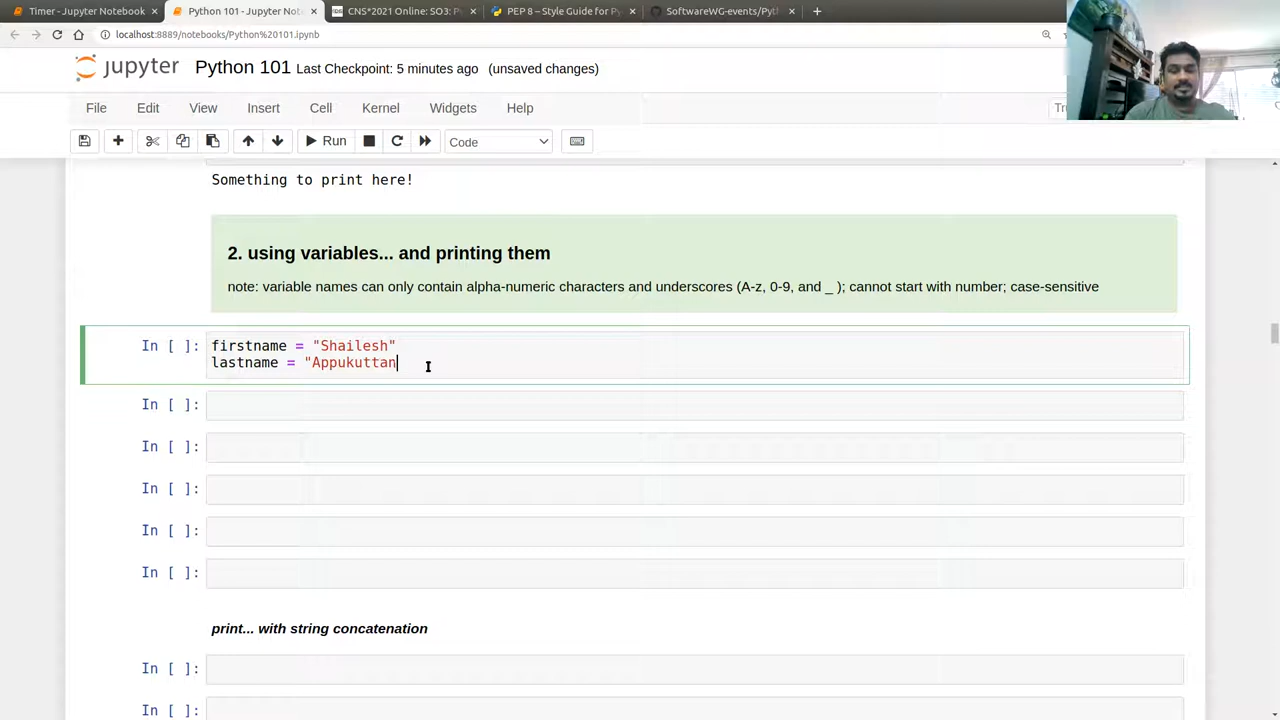 Timer - Jupyter Notebook
Python 101 - Jupyter Not
CNS*2021 Online: SO3: P
PEP 8 – Style Guide for Py
SoftwareWG-events/Pyt
localhost:8889/notebooks/Python%20101.ipynb
jupyter Python 101 Last Checkpoint: 5 minutes ago (unsaved changes)
File Edit View Insert Cell Kernel Widgets Help
Run Code
Something to print here!
2. using variables... and printing them
note: variable names can only contain alpha-numeric characters and underscores (A-z, 0-9, and _ ); cannot start with number; case-sensitive
In [ ]: firstname = "Shailesh"
lastname = "Appukuttan
In [ ]:
In [ ]:
In [ ]:
In [ ]:
In [ ]:
print... with string concatenation
In [ ]:
In [ ]: